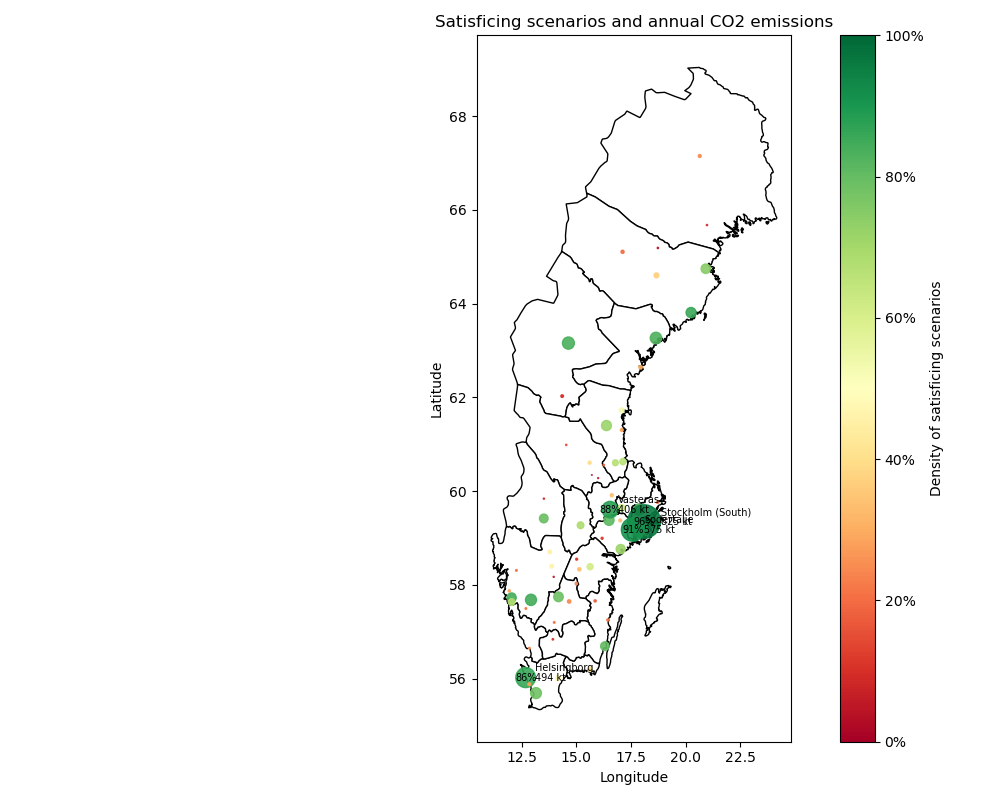 Satisficing scenarios and annual CO2 emissions
100%
80%
60%
40%
20%
0%
Density of satisficing scenarios
68
66
64
62
60
58
56
Latitude
Västerås
88%406 kt
Stockholm (South)
96%
91%575 kt
Helsingborg
86%494 kt
12.5 15.0 17.5 20.0 22.5
Longitude